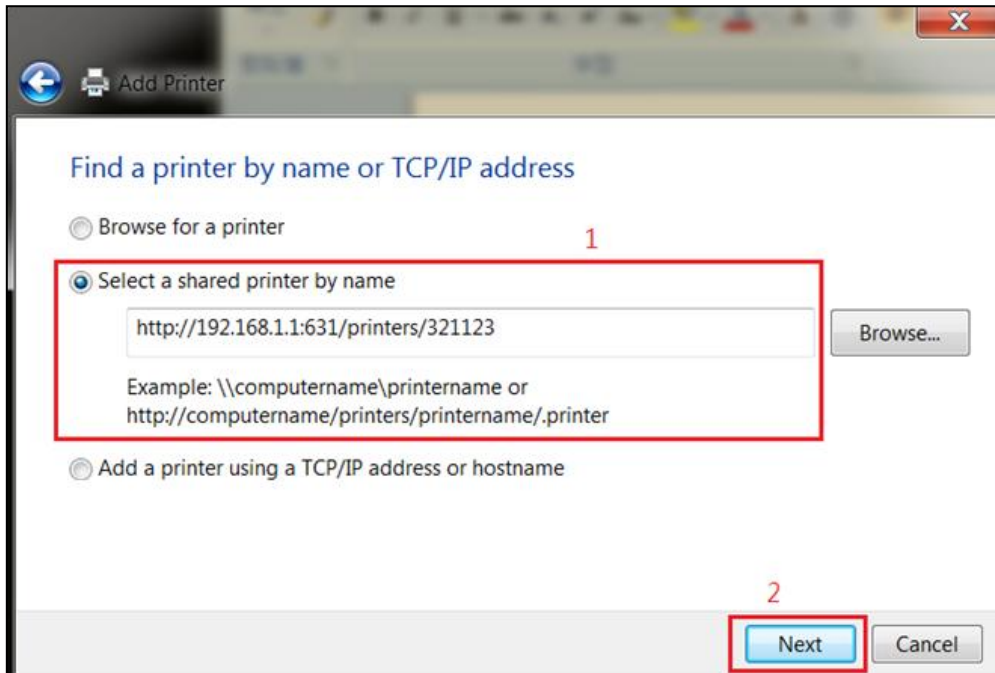 Add Printer
Find a printer by name or TCP/IP address
Browse for a printer
1
Select a shared printer by name
http://192.168.1.1:631/printers/321123
Browse...
Example: \\computername\printername or
http://computername/printers/printername/.printer
Add a printer using a TCP/IP address or hostname
2
Next
Cancel